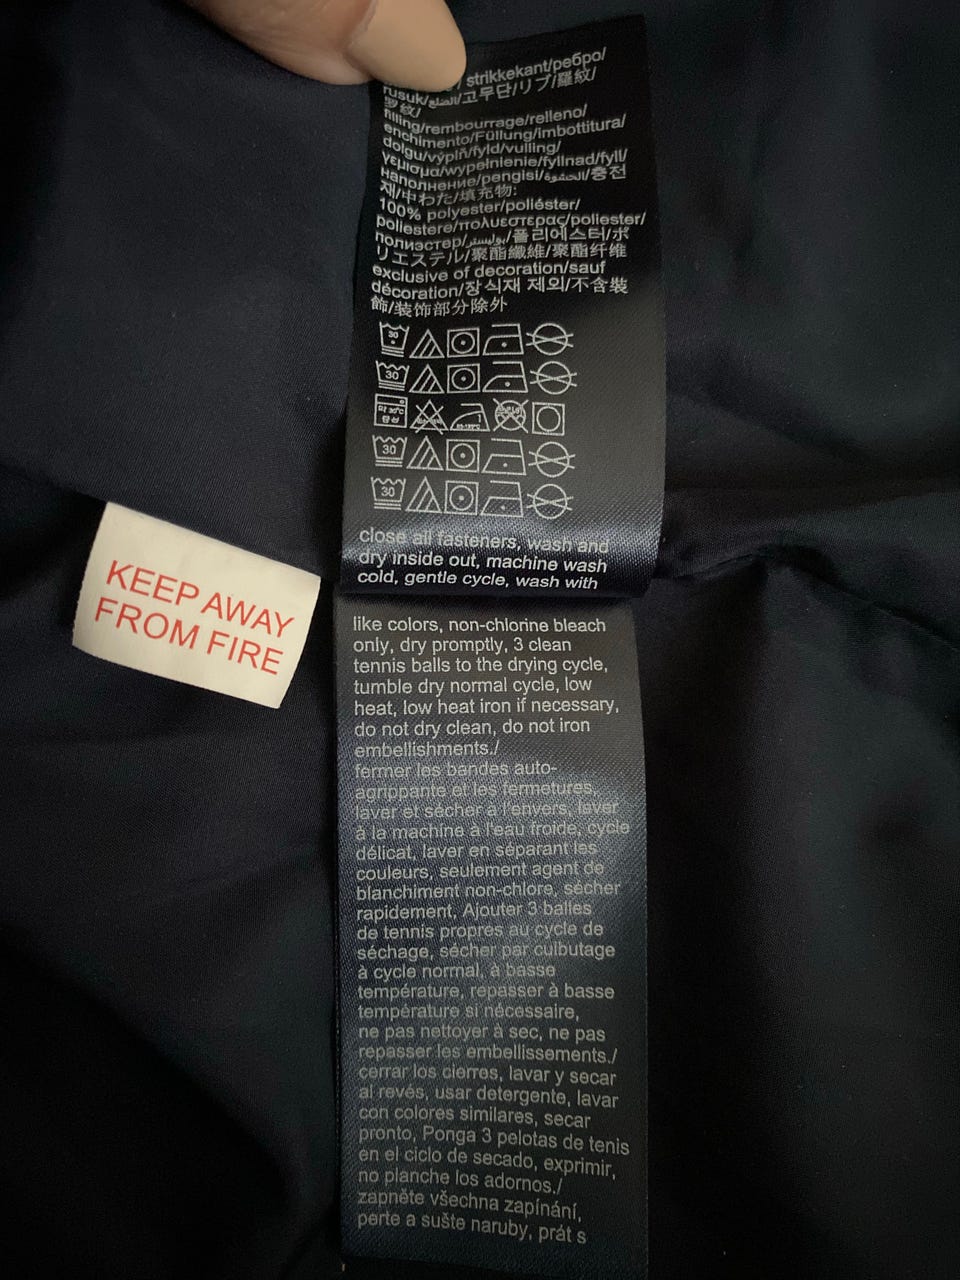 strikkekant/ребро/
rusuk/الضلع/고무단/リブ/羅紋/
罗纹/
filling/rembourrage/relleno/
enchimento/Füllung/imbottitura/
dolgu/výplň/fyld/vulling/
γέμισμα/wypełnienie/fyllnad/fyll/
наполнение/pengisi/الحشوة/충전
재/中わた/填充物:
100% polyester/poliéster/
poliestere/πολυεστερας/poliester/
полиэстер/بوليستر/폴리에스터/ポ
リエステル/聚酯纖維/聚酯纤维
exclusive of decoration/sauf
décoration/장식재 제외/不含裝
飾/装饰部分除外
30
30
약 30℃
중성
30
30
close all fasteners, wash and
dry inside out, machine wash
cold, gentle cycle, wash with
like colors, non-chlorine bleach
only, dry promptly, 3 clean
tennis balls to the drying cycle,
tumble dry normal cycle, low
heat, low heat iron if necessary,
do not dry clean, do not iron
embellishments./
fermer les bandes auto-
agrippante et les fermetures,
laver et sécher à l'envers, laver
à la machine à l'eau froide, cycle
délicat, laver en séparant les
couleurs, seulement agent de
blanchiment non-chlore, sécher
rapidement, Ajouter 3 balles
de tennis propres au cycle de
séchage, sécher par culbutage
à cycle normal, à basse
température, repasser à basse
température si nécessaire,
ne pas nettoyer à sec, ne pas
repasser les embellissements./
cerrar los cierres, lavar y secar
al revés, usar detergente, lavar
con colores similares, secar
pronto, Ponga 3 pelotas de tenis
en el ciclo de secado, exprimir,
no planche los adornos./
zapněte všechna zapínání,
perte a sušte naruby, prát s
KEEP AWAY
FROM FIRE